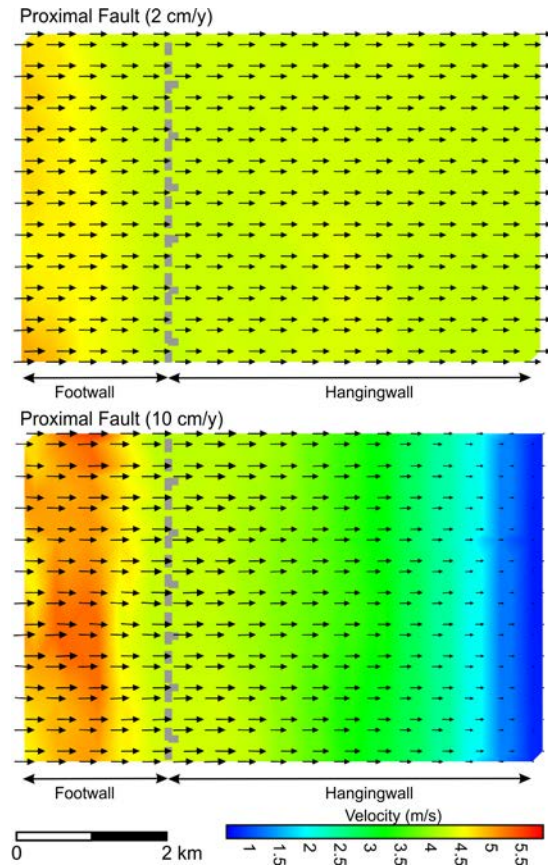 Proximal Fault (2 cm/y)
Footwall Hangingwall
Proximal Fault (10 cm/y)
Footwall Hangingwall
Velocity (m/s)
0 2 km
1 1.5 2 2.5 3 3.5 4 4.5 5 5.5